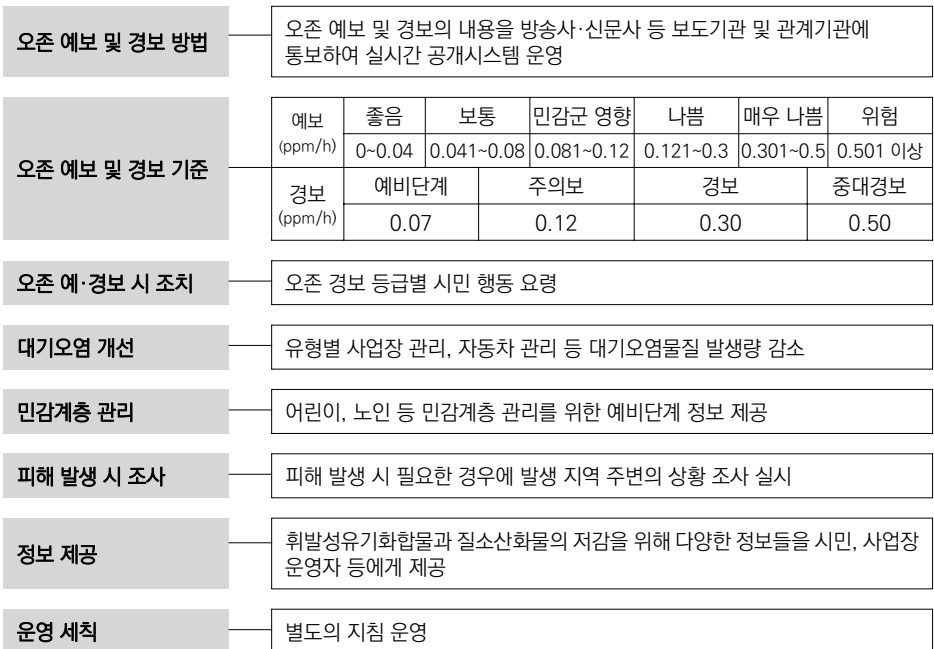 오존 예보 및 경보 방법
오존 예보 및 경보의 내용을 방송사·신문사 등 보도기관 및 관계기관에
통보하여 실시간 공개시스템 운영
오존 예보 및 경보 기준
예보
(ppm/h)
좋음 보통 민감군 영향 나쁨 매우 나쁨 위험
0~0.04 0.041~0.08 0.081~0.12 0.121~0.3 0.301~0.5 0.501 이상
경보
(ppm/h)
예비단계 주의보 경보 중대경보
0.07 0.12 0.30 0.50
오존 예·경보 시 조치
오존 경보 등급별 시민 행동 요령
대기오염 개선
유형별 사업장 관리, 자동차 관리 등 대기오염물질 발생량 감소
민감계층 관리
어린이, 노인 등 민감계층 관리를 위한 예비단계 정보 제공
피해 발생 시 조사
피해 발생 시 필요한 경우에 발생 지역 주변의 상황 조사 실시
정보 제공
휘발성유기화합물과 질소산화물의 저감을 위해 다양한 정보들을 시민, 사업장
운영자 등에게 제공
운영 세칙
별도의 지침 운영